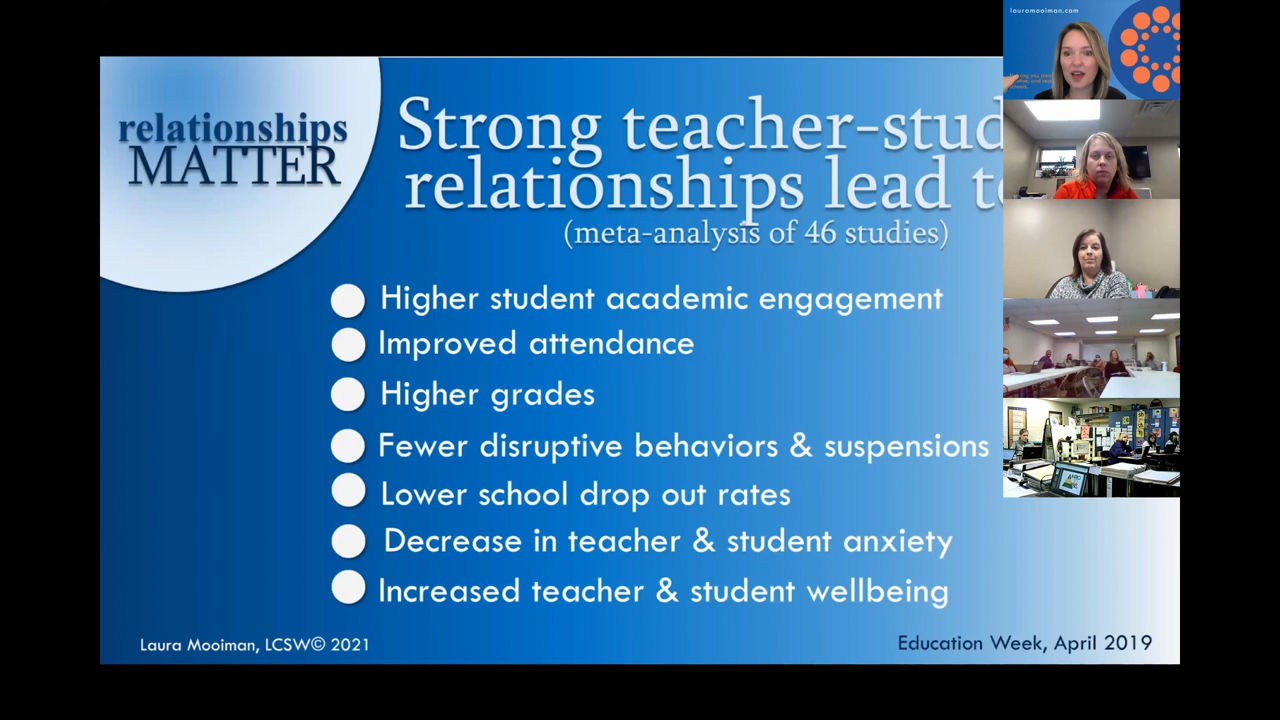 lauramooiman.com
relationships
MATTER
Strong teacher-stud
relationships lead t
(meta-analysis of 46 studies)
Higher student academic engagement
Improved attendance
Higher grades
Fewer disruptive behaviors & suspensions
Lower school drop out rates
Decrease in teacher & student anxiety
Increased teacher & student wellbeing
Laura Mooiman, LCSW© 2021
Education Week, April 2019